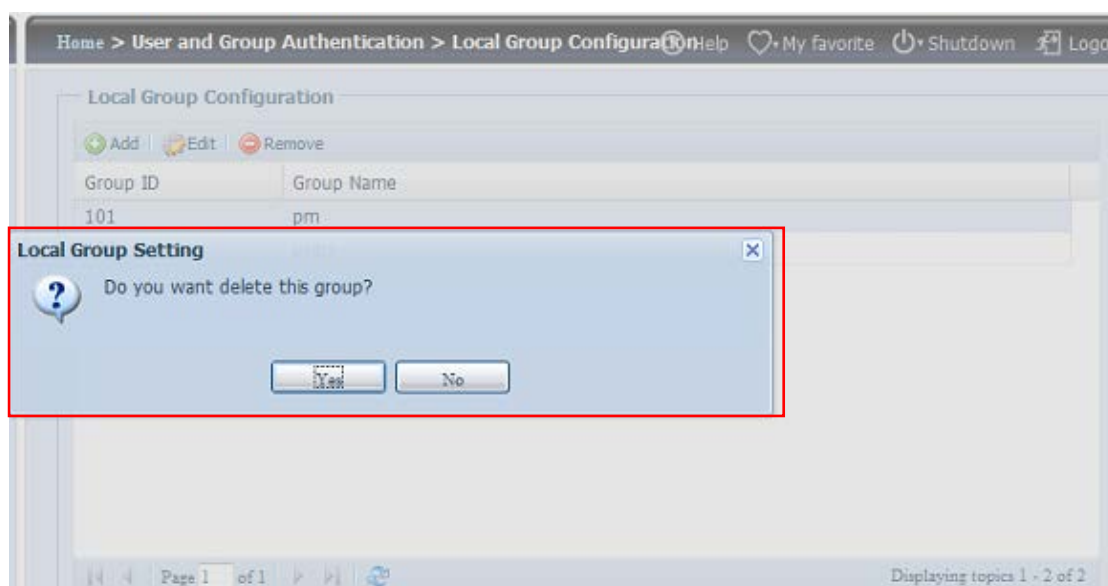 Home > User and Group Authentication > Local Group Configuration Help My favorite Shutdown Logo
Local Group Configuration
Add Edit Remove
Group ID Group Name
101 pm
Local Group Setting
Do you want delete this group?
Yes No
Page 1 of 1 Displaying topics 1 - 2 of 2